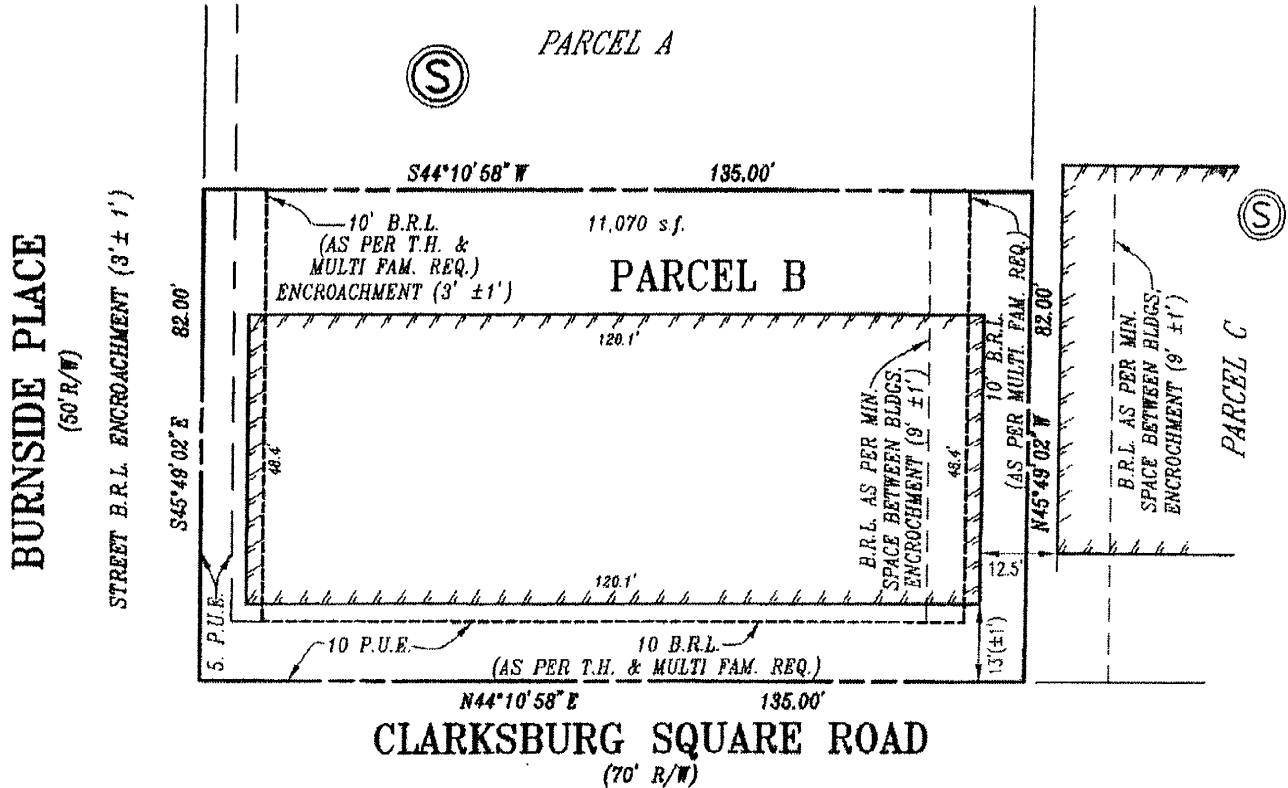 PARCEL A
S
S44°10'58" W
135.00'
10' B.R.L.
(AS PER T.H. &
MULTI FAM. REQ.)
ENCROACHMENT (3' ±1')
11,070 s.f.
PARCEL B
S
BURNSIDE PLACE
(50' R/W)
STREET B.R.L. ENCROACHMENT (3' ± 1')
82.00'
S45°49'02" E
5. P.U.E.
120.1'
48.4'
120.1'
48.4'
B.R.L. AS PER MIN.
SPACE BETWEEN BLDGS.
ENCROCHMENT (9' ±1')
10' B.R.L.
(AS PER MULTI. FAM. REQ.)
82.00'
N45°49'02" W
B.R.L. AS PER MIN.
SPACE BETWEEN BLDGS.
ENCROCHMENT (9' ±1')
PARCEL C
12.5'
13'(±1')
10 P.U.E.
10 B.R.L.
(AS PER T.H. & MULTI FAM. REQ.)
N44°10'58" E
135.00'
CLARKSBURG SQUARE ROAD
(70' R/W)